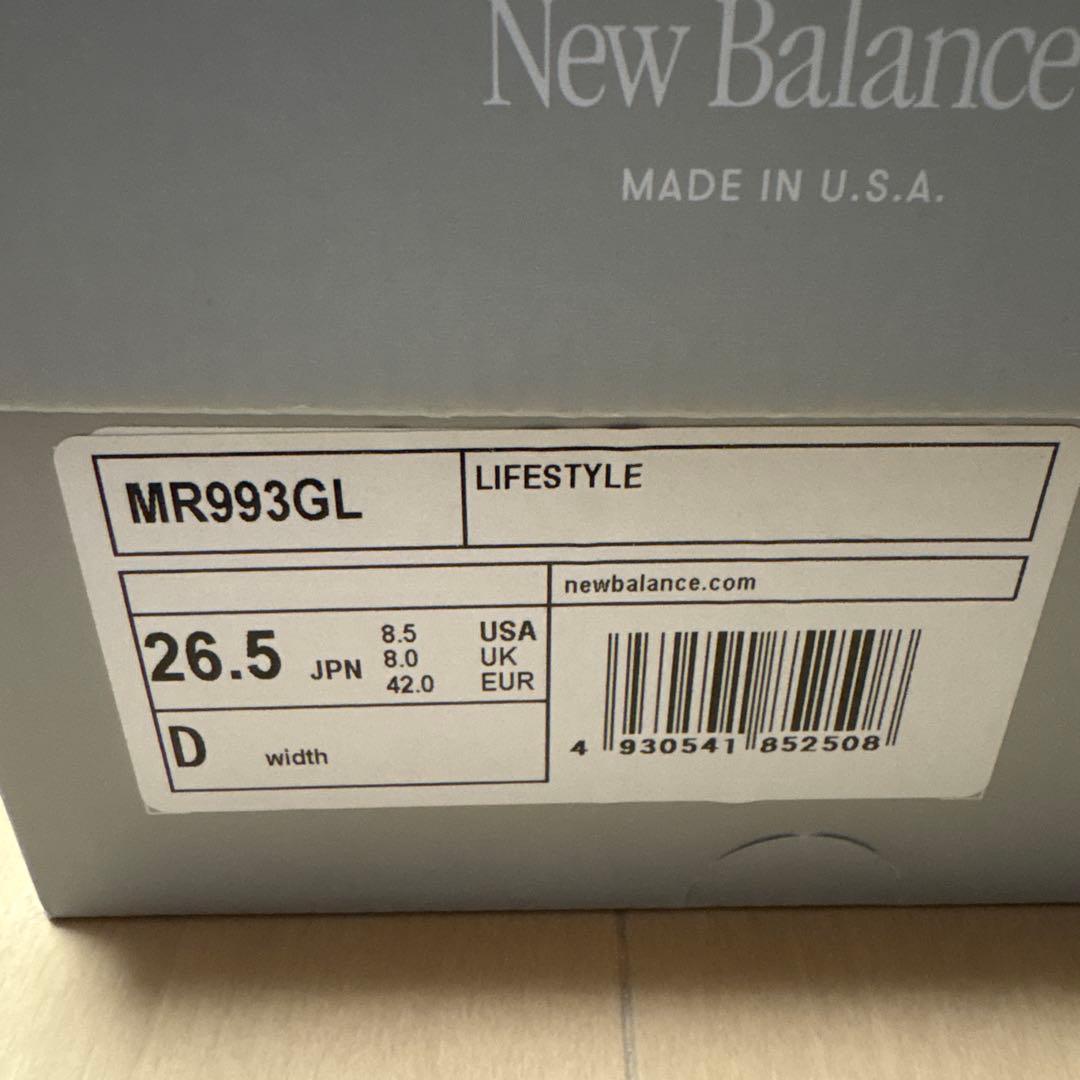 New Balance
MADE IN U.S.A.
MR993GL
LIFESTYLE
newbalance.com
26.5 JPN
8.5 USA
8.0 UK
42.0 EUR
D width
4 930541 852508